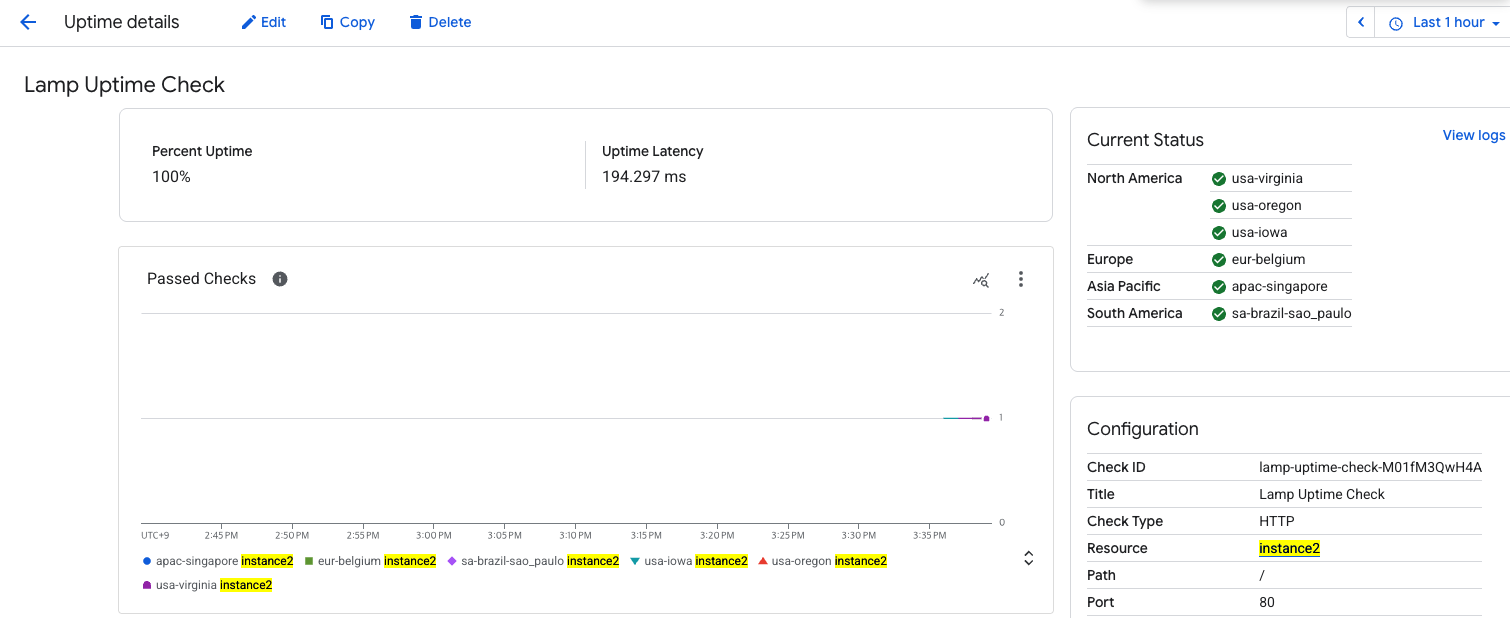 Uptime details Edit Copy Delete Last 1 hour
Lamp Uptime Check
Percent Uptime
100%
Uptime Latency
194.297 ms
Passed Checks
2
1
0
UTC+9 2:45 PM 2:50 PM 2:55 PM 3:00 PM 3:05 PM 3:10 PM 3:15 PM 3:20 PM 3:25 PM 3:30 PM 3:35 PM
apac-singapore instance2 eur-belgium instance2 sa-brazil-sao_paulo instance2 usa-iowa instance2 usa-oregon instance2
usa-virginia instance2
Current Status View logs
North America usa-virginia
usa-oregon
usa-iowa
Europe eur-belgium
Asia Pacific apac-singapore
South America sa-brazil-sao_paulo
Configuration
Check ID lamp-uptime-check-M01fM3QwH4A
Title Lamp Uptime Check
Check Type HTTP
Resource instance2
Path /
Port 80